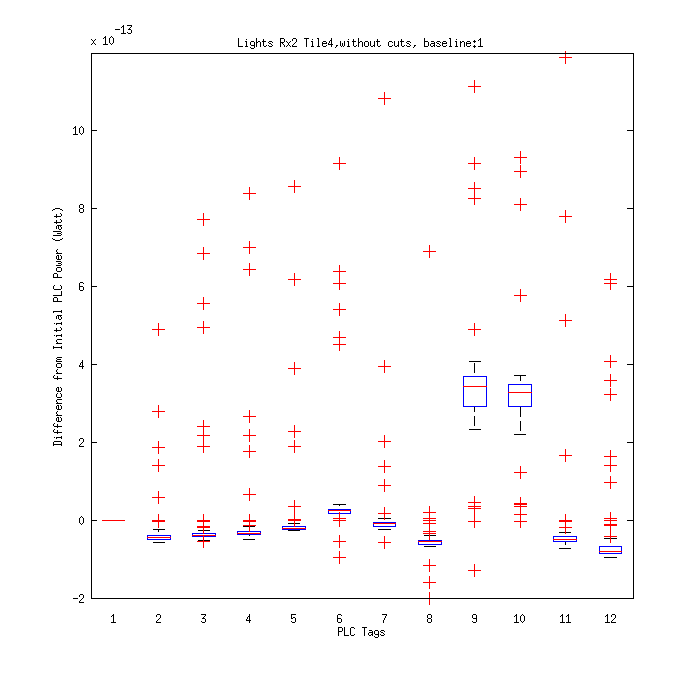 Lights Rx2 Tile4,without cuts, baseline:1
x 10-13
10
8
6
4
2
0
-2
Difference from Initial PLC Power (Watt)
1 2 3 4 5 6 7 8 9 10 11 12
PLC Tags